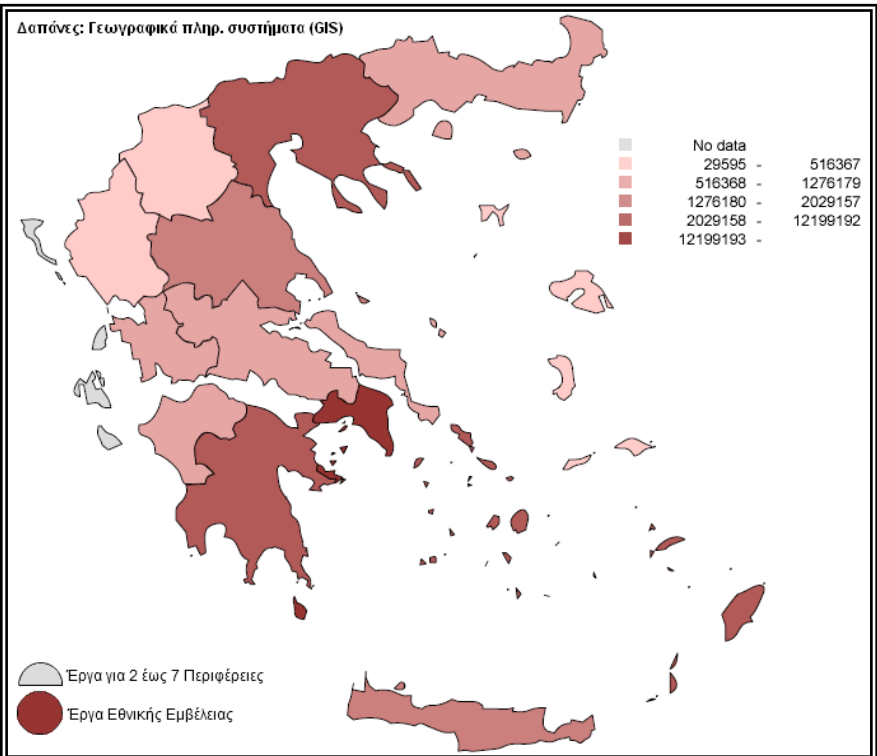 Δαπάνες: Γεωγραφικά πληρ. συστήματα (GIS)
No data
29595 - 516367
516368 - 1276179
1276180 - 2029157
2029158 - 12199192
12199193 -
Έργα για 2 έως 7 Περιφέρειες
Έργα Εθνικής Εμβέλειας